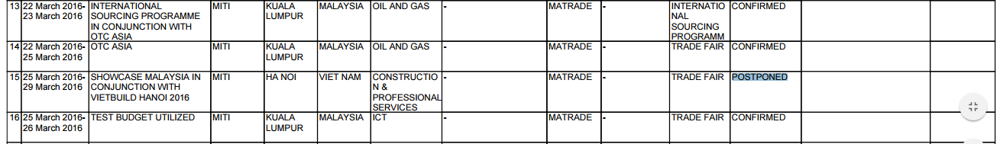 13 22 March 2016- INTERNATIONAL MITI KUALA MALAYSIA OIL AND GAS - MATRADE - INTERNATIO CONFIRMED
23 March 2016 SOURCING PROGRAMME LUMPUR NAL
IN CONJUNCTION WITH SOURCING
OTC ASIA PROGRAMM
14 22 March 2016- OTC ASIA MITI KUALA MALAYSIA OIL AND GAS - MATRADE - TRADE FAIR CONFIRMED
25 March 2016 LUMPUR
15 25 March 2016- SHOWCASE MALAYSIA IN MITI HA NOI VIET NAM CONSTRUCTIO - MATRADE - TRADE FAIR POSTPONED
29 March 2016 CONJUNCTION WITH N &
VIETBUILD HANOI 2016 PROFESSIONAL
SERVICES
16 25 March 2016- TEST BUDGET UTILIZED MITI KUALA MALAYSIA ICT - MATRADE - TRADE FAIR CONFIRMED
26 March 2016 LUMPUR